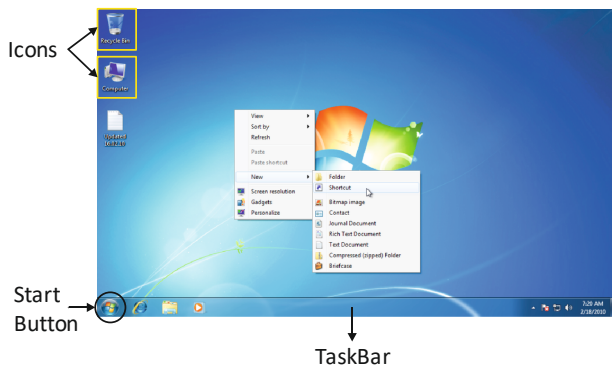 Icons
Recycle Bin
Computer
Updated
View
Sort by
Refresh
Paste
Paste shortcut
New
Screen resolution
Gadgets
Personalize
Folder
Shortcut
Bitmap image
Contact
Journal Document
Rich Text Document
Text Document
Compressed (zipped) Folder
Briefcase
Start
Button
7:20 AM
2/18/2010
TaskBar